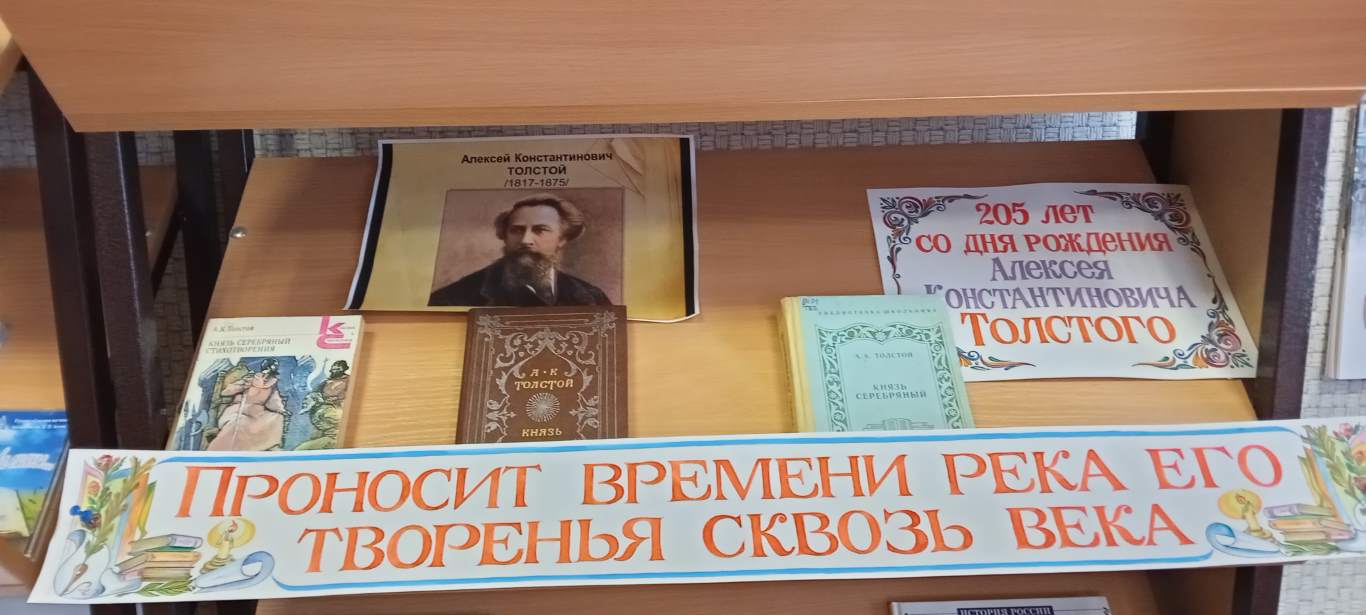 Алексей Константинович
ТОЛСТОЙ
/1817-1875/
205 лет
со дня рождения
Алексея
Константиновича
Толстого
А.К.Толстой
КНЯЗЬ СЕРЕБРЯНЫЙ
СТИХОТВОРЕНИЯ
А·К
ТОЛСТОЙ
КНЯЗЬ
БИБЛИОТЕКА ШКОЛЬНИКА
А. К. ТОЛСТОЙ
КНЯЗЬ
СЕРЕБРЯНЫЙ
Проносит времени река его
творенья сквозь века
ИСТОРИЯ РОССИИ